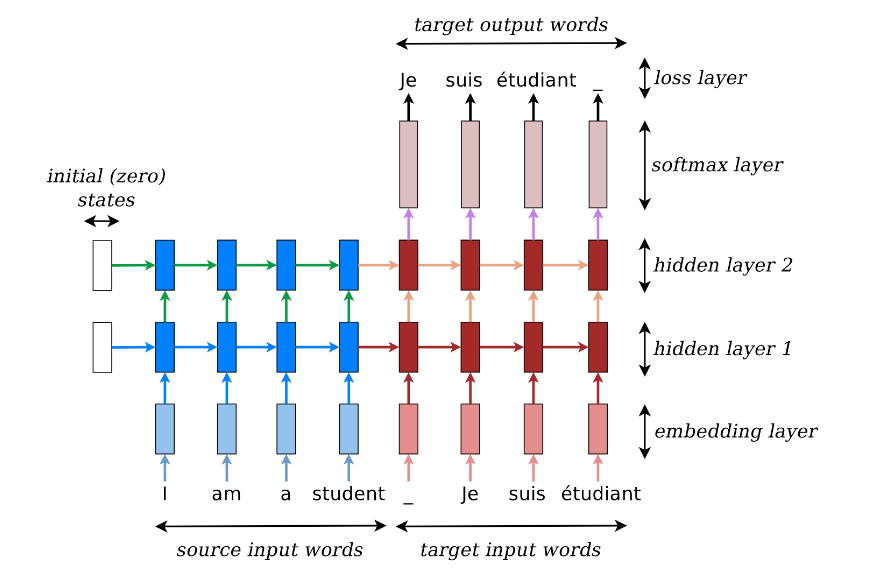 target output words
Je suis étudiant _
loss layer
softmax layer
initial (zero)
states
hidden layer 2
hidden layer 1
embedding layer
I am a student _ Je suis étudiant
source input words target input words